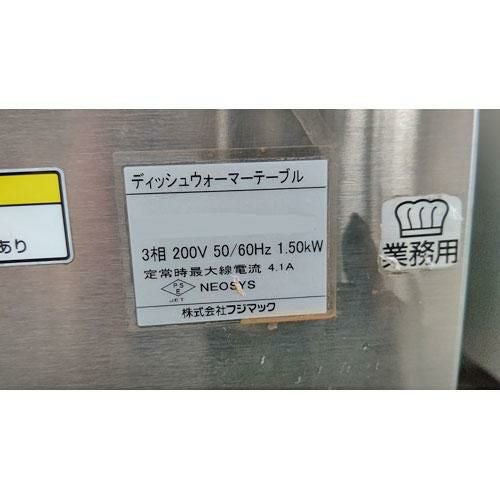 ディッシュウォーマーテーブル
3相 200V 50/60Hz 1.50kW
定常時最大線電流 4.1A
PS
E
JET
NEOSYS
株式会社フジマック
あり
業務用